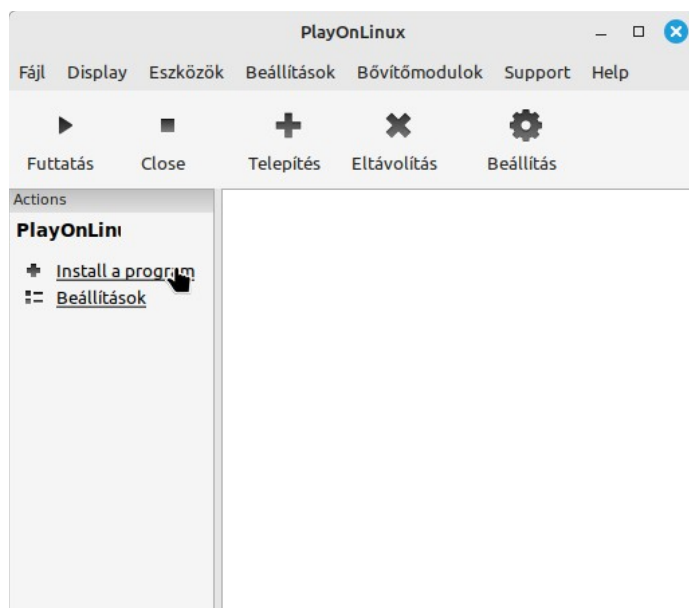 PlayOnLinux
Fájl Display Eszközök Beállítások Bővítőmodulok Support Help
Futtatás Close Telepítés Eltávolítás Beállítás
Actions
PlayOnLinu
Install a program
Beállítások